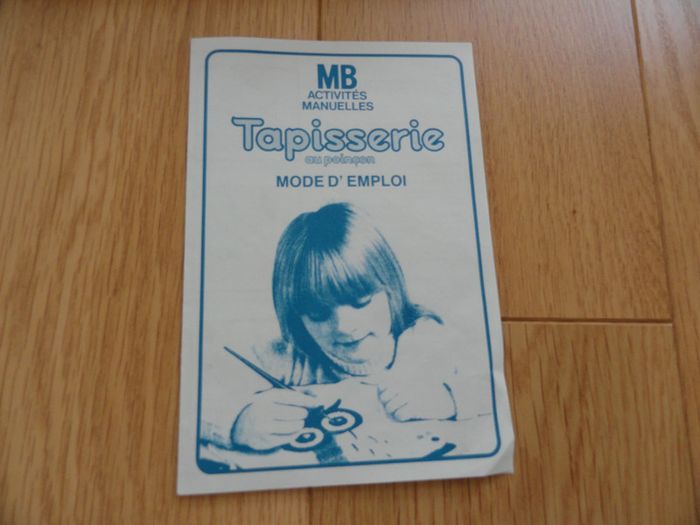 MB
ACTIVITÉS
MANUELLES
Tapisserie
au poinçon
MODE D' EMPLOI